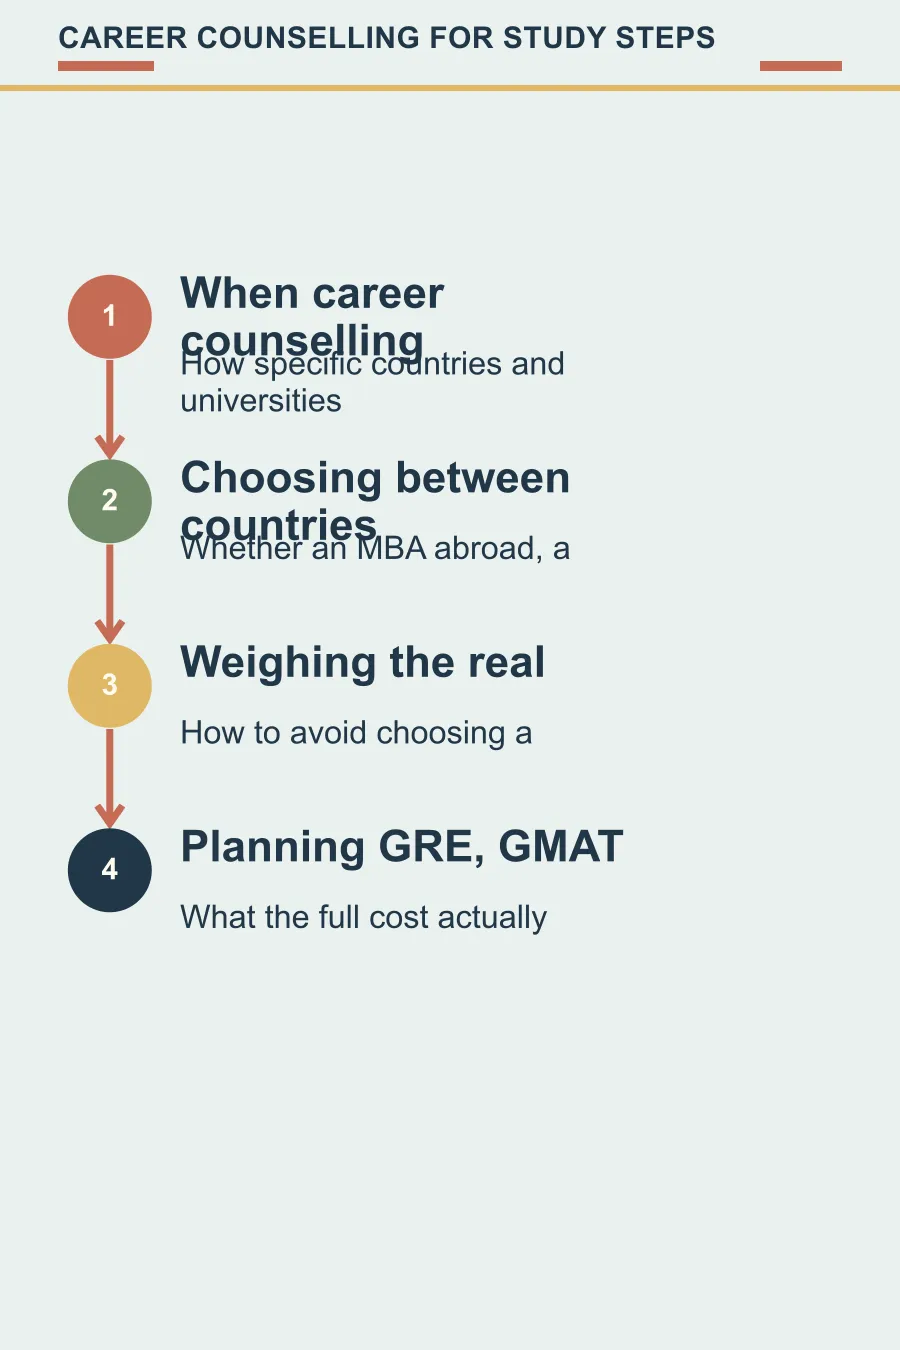 CAREER COUNSELLING FOR STUDY STEPS
1
When career
counselling
How specific countries and
universities
2
Choosing between
countries
Whether an MBA abroad, a
3
Weighing the real
How to avoid choosing a
4
Planning GRE, GMAT
What the full cost actually